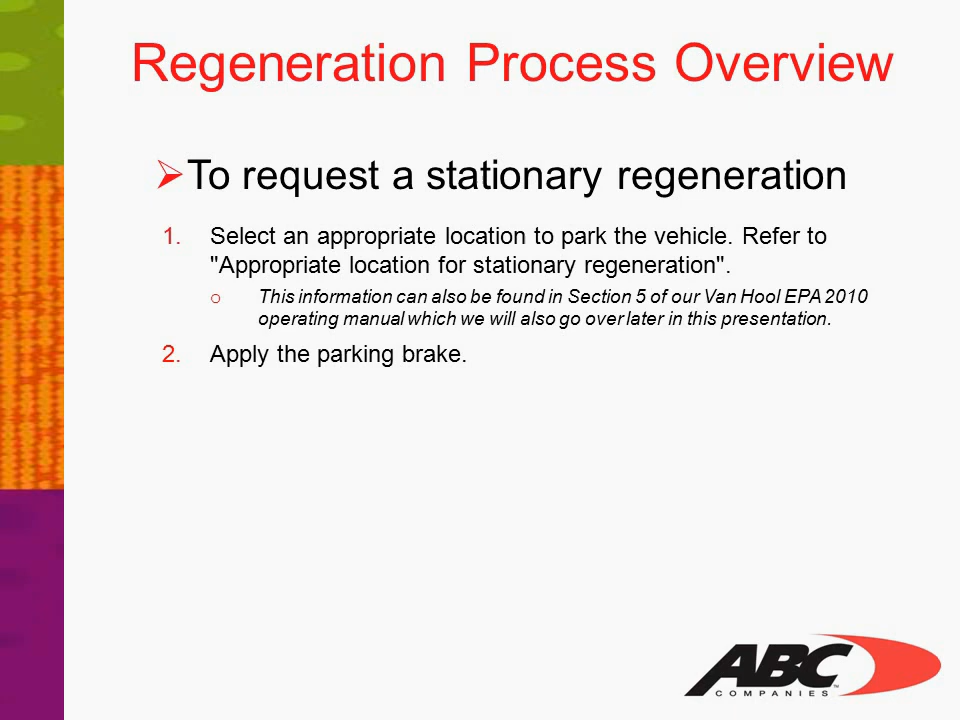 Regeneration Process Overview
To request a stationary regeneration
1. Select an appropriate location to park the vehicle. Refer to
"Appropriate location for stationary regeneration".
o This information can also be found in Section 5 of our Van Hool EPA 2010
operating manual which we will also go over later in this presentation.
2. Apply the parking brake.
ABC
COMPANIES™